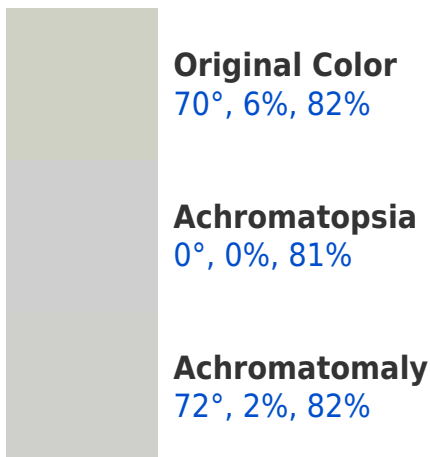 Original Color
70°, 6%, 82%
Achromatopsia
0°, 0%, 81%
Achromatomaly
72°, 2%, 82%